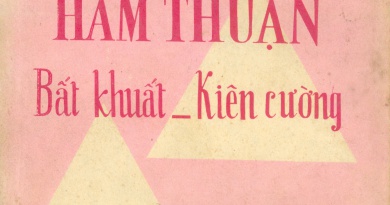 HÀM THUẬN
Bất khuất _ Kiên cường